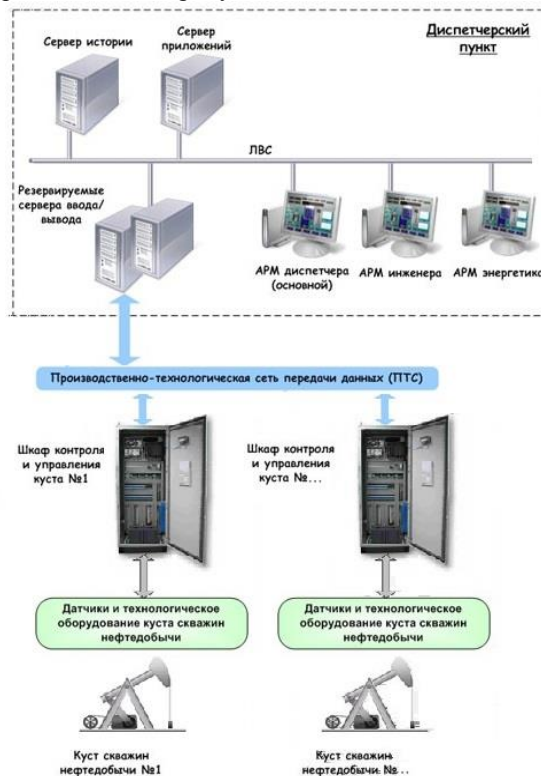 Диспетчерский
пункт
Сервер истории
Сервер
приложений
ЛВС
Резервируемые
сервера ввода/
вывода
АРМ диспетчера
(основной)
АРМ инженера
АРМ энергетика
Производственно-технологическая сеть передачи данных (ПТС)
Шкаф контроля
и управления
куста №1
Шкаф контроля
и управления
куста №...
Датчики и технологическое
оборудование куста скважин
нефтедобычи
Датчики и технологическое
оборудование куста скважин
нефтедобычи
Куст скважин
нефтедобычи №1
Куст скважин
нефтедобычи №...